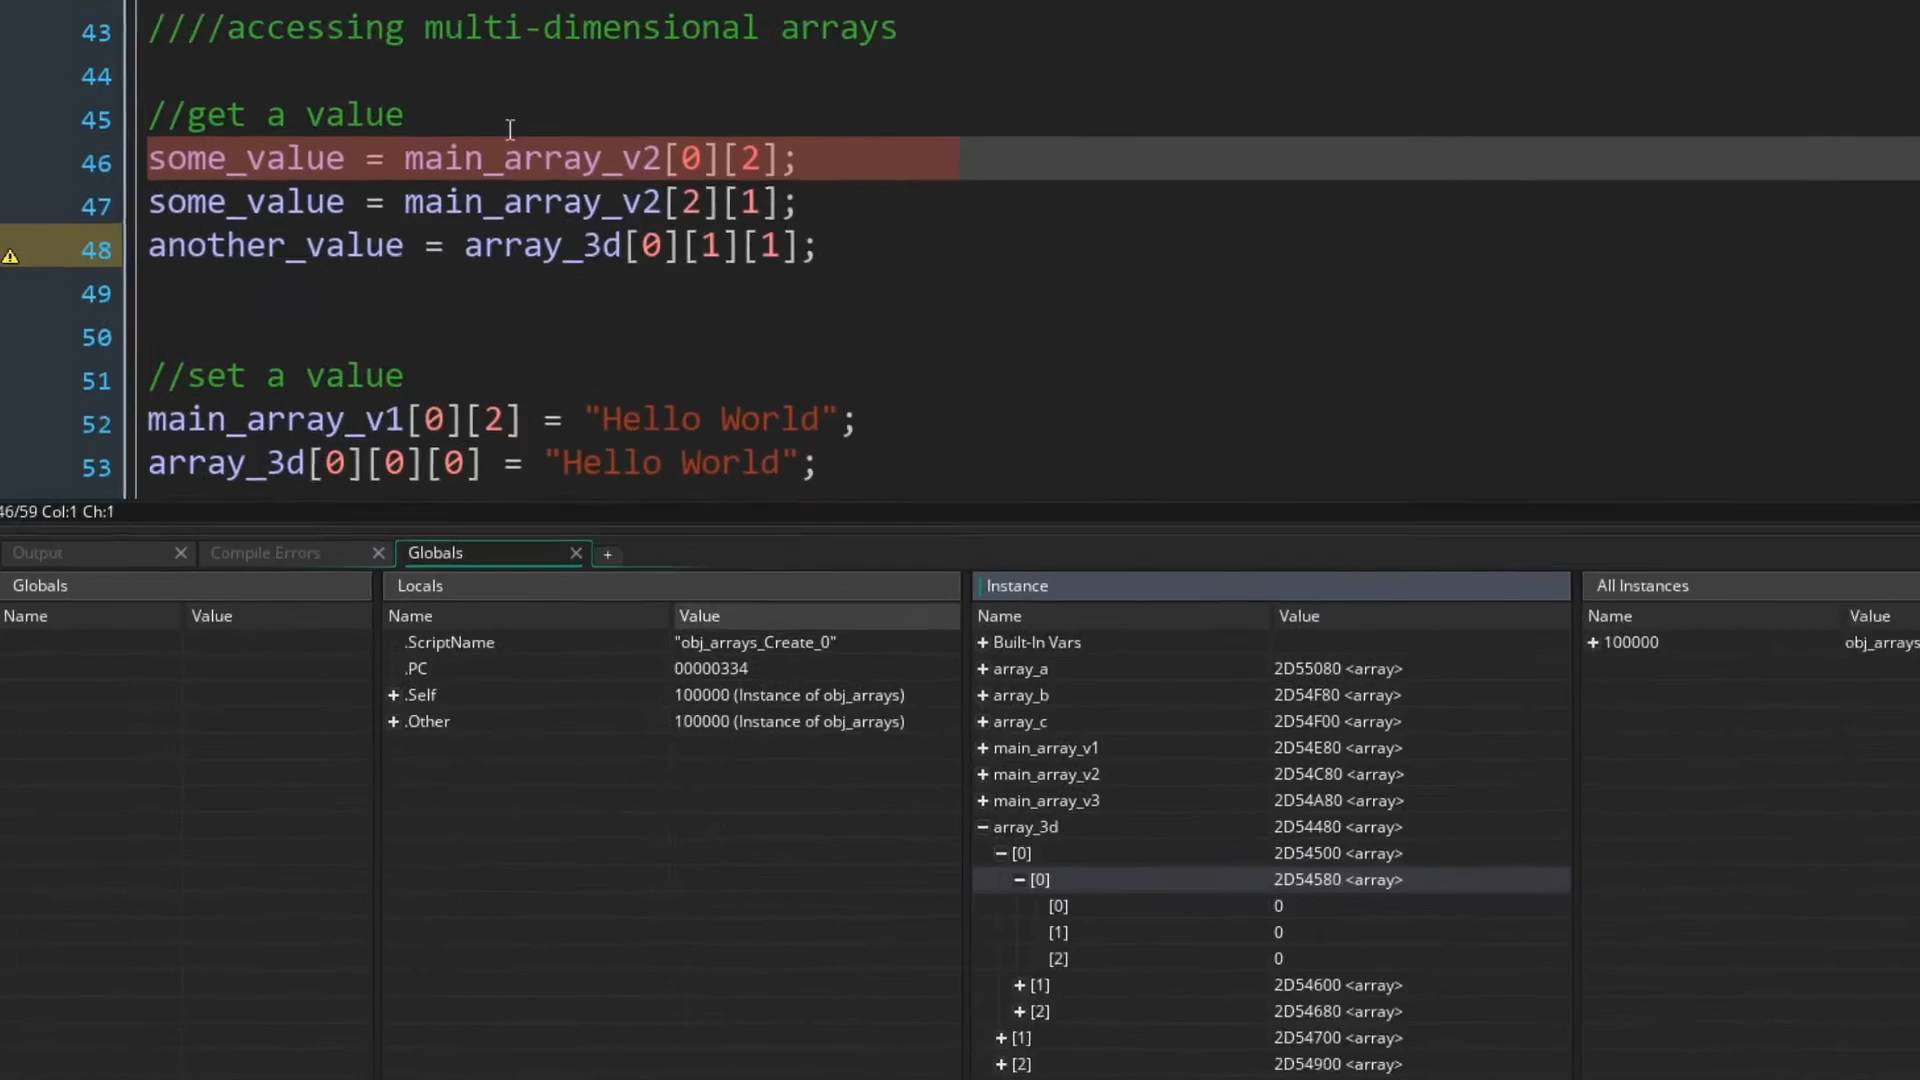 43 ////accessing multi-dimensional arrays
44
45 //get a value
46 some_value = main_array_v2[0][2];
47 some_value = main_array_v2[2][1];
48 another_value = array_3d[0][1][1];
49
50
51 //set a value
52 main_array_v1[0][2] = "Hello World";
53 array_3d[0][0][0] = "Hello World";
46/59 Col:1 Ch:1
Output Compile Errors Globals +
Globals Locals Instance All Instances
Name Value Name Value Name Value Name Value
.ScriptName "obj_arrays_Create_0" + Built-In Vars + 100000 obj_arrays
.PC 00000334 + array_a 2D55080 <array>
+ .Self 100000 (Instance of obj_arrays) + array_b 2D54F80 <array>
+ .Other 100000 (Instance of obj_arrays) + array_c 2D54F00 <array>
+ main_array_v1 2D54E80 <array>
+ main_array_v2 2D54C80 <array>
+ main_array_v3 2D54A80 <array>
− array_3d 2D54480 <array>
− [0] 2D54500 <array>
− [0] 2D54580 <array>
[0] 0
[1] 0
[2] 0
+ [1] 2D54600 <array>
+ [2] 2D54680 <array>
+ [1] 2D54700 <array>
+ [2] 2D54900 <array>